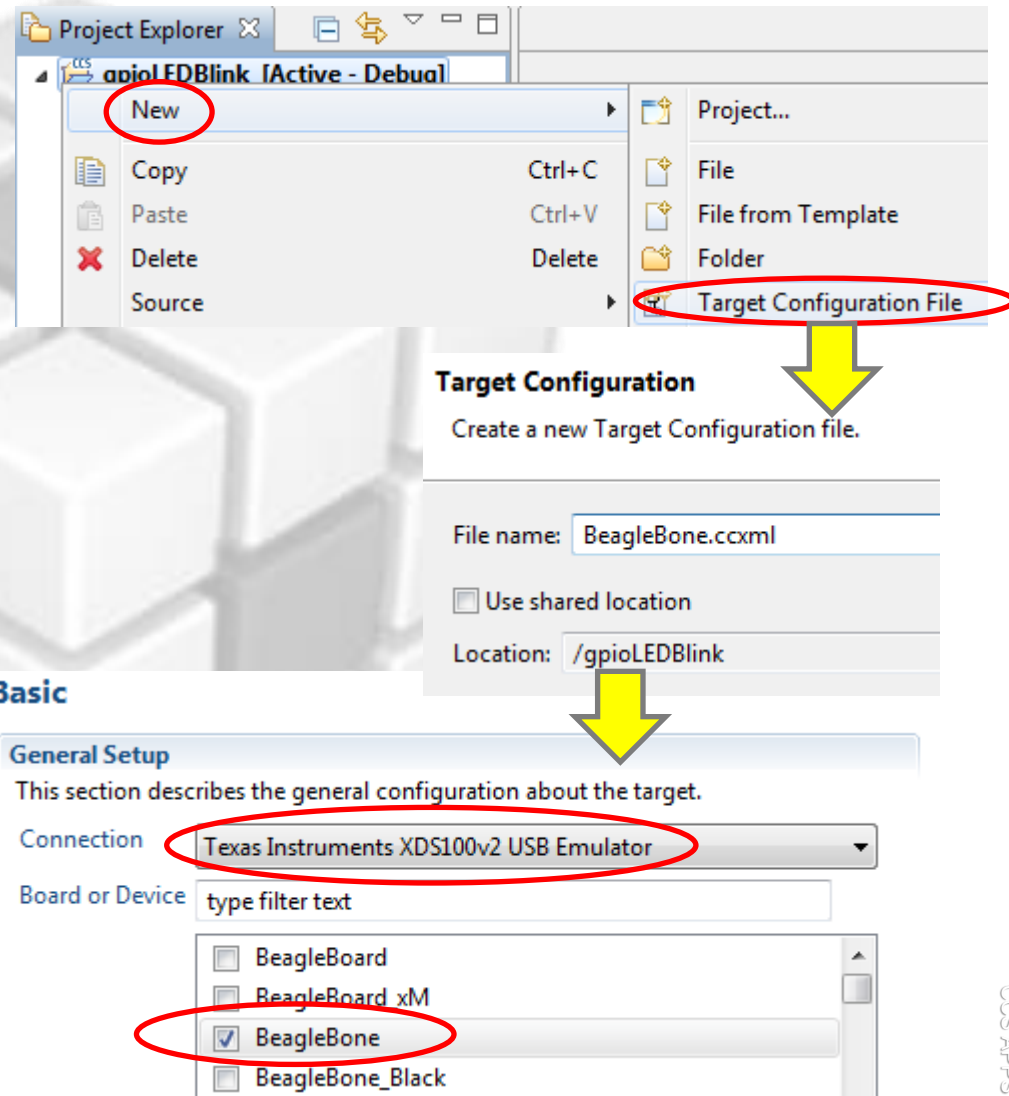 Project Explorer
gpioLEDBlink [Active - Debug]
New
Project...
Copy Ctrl+C
File
Paste Ctrl+V
File from Template
Delete Delete
Folder
Source
Target Configuration File
Target Configuration
Create a new Target Configuration file.
File name: BeagleBone.ccxml
Use shared location
Location: /gpioLEDBlink
Basic
General Setup
This section describes the general configuration about the target.
Connection Texas Instruments XDS100v2 USB Emulator
Board or Device type filter text
BeagleBoard
BeagleBoard_xM
BeagleBone
BeagleBone_Black
CCS APPS